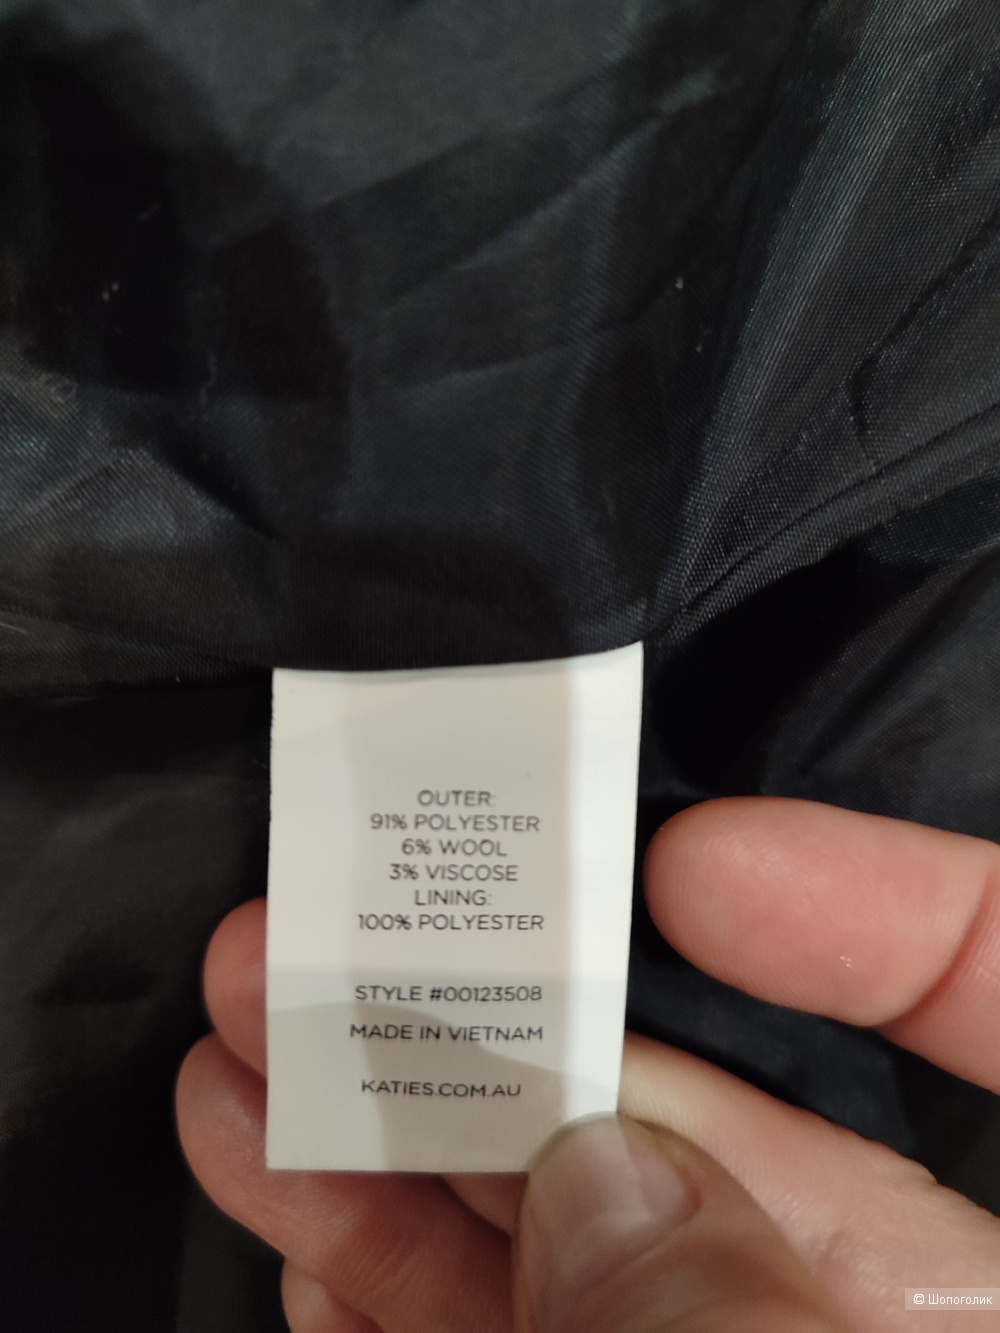 OUTER:
91% POLYESTER
6% WOOL
3% VISCOSE
LINING:
100% POLYESTER
STYLE #00123508
MADE IN VIETNAM
KATIES.COM.AU
© Шопоголик